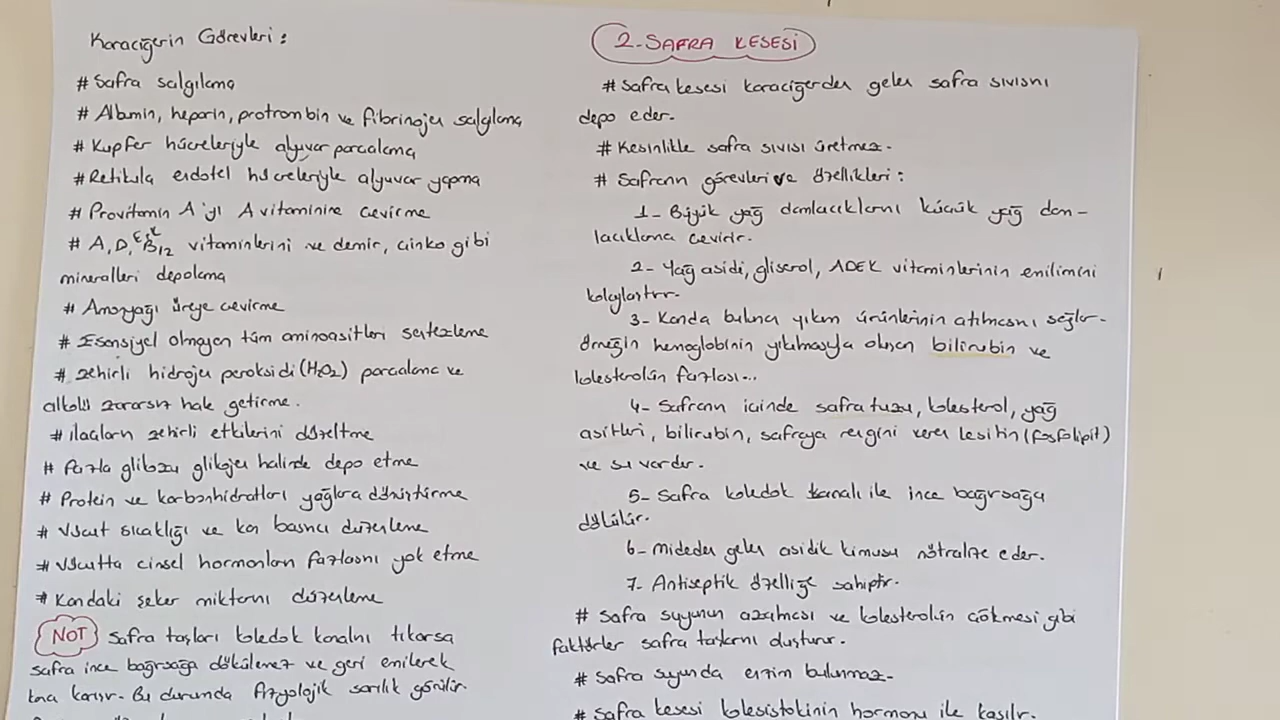 Karaciğerin Görevleri:
# Safra salgılama
# Albumin, heparin, protrombin ve fibrinojen salgılama
# Kupfer hücreleriyle alyuvar parçalama
# Retikula endotel hücreleriyle alyuvar yapma
# Provitamin A'yı A vitaminine çevirme
# A, D, E, K, B12 vitaminlerini ve demir, çinko gibi
mineralleri depolama
# Amonyağı üreye çevirme
# Esansiyel olmayan tüm aminoasitleri sentezleme
# Zehirli hidrojen peroksidi (H2O2) parçalama ve
alkolü zararsız hale getirme.
# ilaçların zehirli etkilerini düzeltme
# Fazla glikozu glikojen halinde depo etme
# Protein ve karbonhidratları yağlara dönüştürme
# Vücut sıcaklığı ve kan basıncı düzenleme
# Vücutta cinsel hormonların fazlasını yok etme
# Kandaki şeker miktarını düzenleme
NOT Safra taşları koledok kanalını tıkarsa
safra ince bağırsağa dökülemez ve geri emilerek
kana karışır. Bu durumda fizyolojik sarılık görülür.
2-SAFRA KESESİ
# Safra kesesi karaciğerden gelen safra sıvısını
depo eder.
# Kesinlikle safra sıvısı üretmez.
# Safranın görevleri ve özellikleri:
1- Büyük yağ damlacıklarını küçük yağ dam-
lacıklarına çevirir.
2- Yağ asidi, gliserol, ADEK vitaminlerinin emilimini
kolaylaştırır.
3- Kanda bulunan yıkım ürünlerinin atılmasını sağlar.
Örneğin hemoglobinin yıkılmasıyla oluşan bilirubin ve
kolesterolün fazlası...
4- Safranın içinde safra tuzu, kolesterol, yağ
asitleri, bilirubin, safraya rengini veren lesitin (fosfolipit)
ve su vardır.
5- Safra koledok kanalı ile ince bağırsağa
dökülür.
6- Mideden gelen asidik kimusu nötralize eder.
7- Antiseptik özelliğe sahiptir.
# Safra suyunun azalması ve kolesterolün çökmesi gibi
faktörler safra taşlarını oluşturur.
# Safra suyunda enzim bulunmaz.
# Safra kesesi kolesistokinin hormonu ile kasılır.